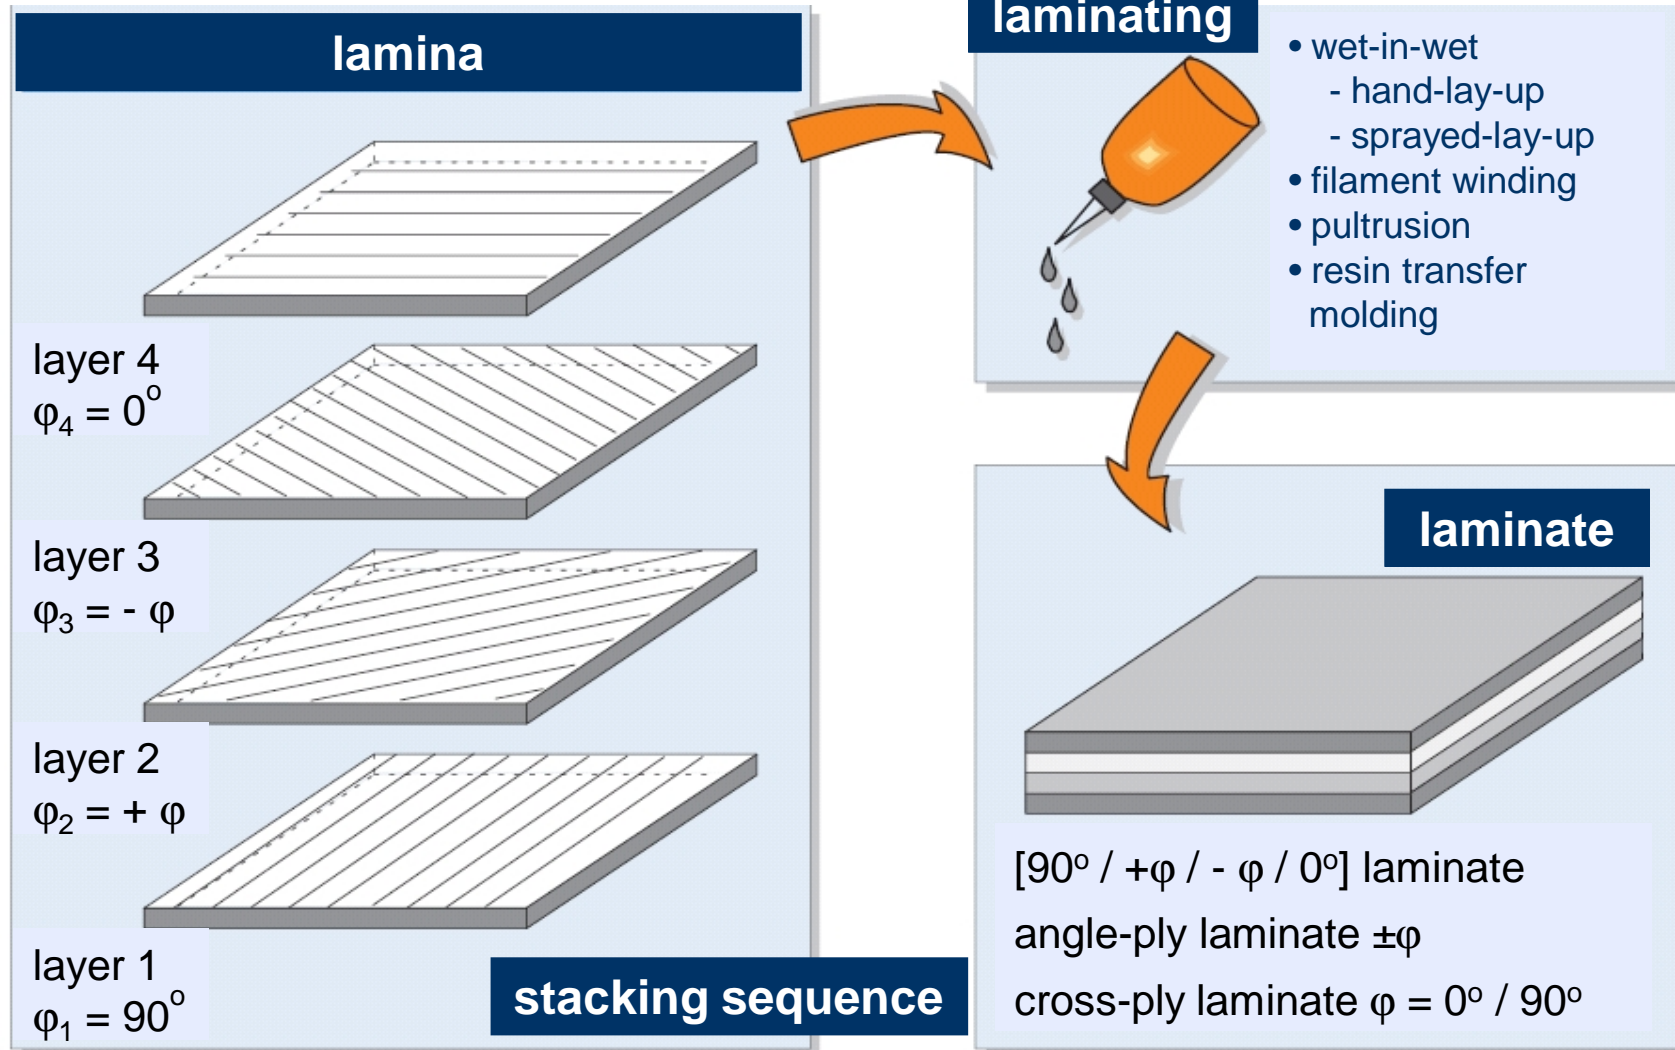 lamina
layer 4
φ4 = 0°
layer 3
φ3 = - φ
layer 2
φ2 = + φ
layer 1
φ1 = 90°
stacking sequence
laminating
• wet-in-wet
- hand-lay-up
- sprayed-lay-up
• filament winding
• pultrusion
• resin transfer
molding
laminate
[90° / +φ / - φ / 0°] laminate
angle-ply laminate ±φ
cross-ply laminate φ = 0° / 90°